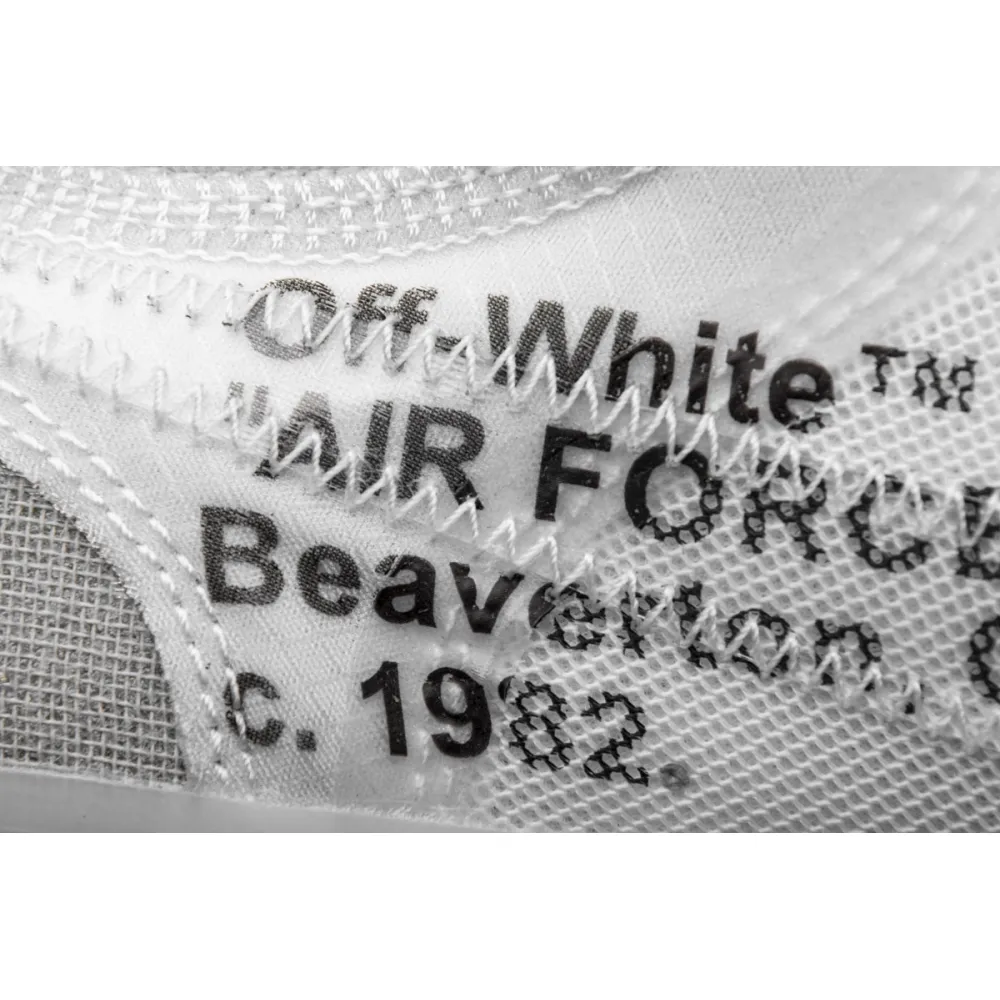 Off-White ™
"AIR FORCE
Beaverton
c. 1982.